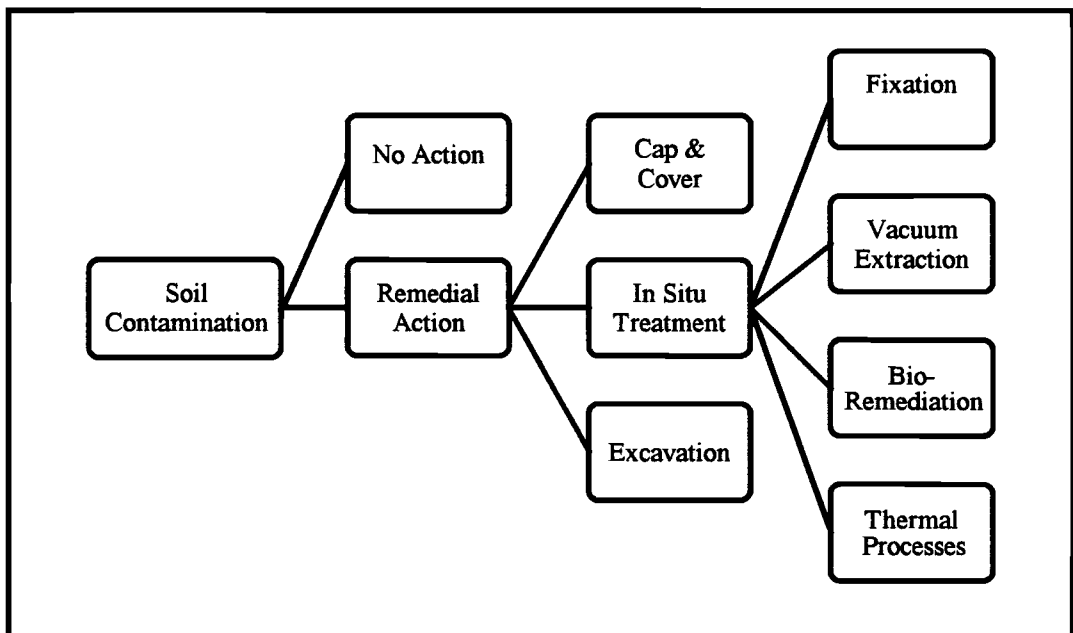 Soil
Contamination
No Action
Remedial
Action
Cap &
Cover
In Situ
Treatment
Excavation
Fixation
Vacuum
Extraction
Bio-
Remediation
Thermal
Processes